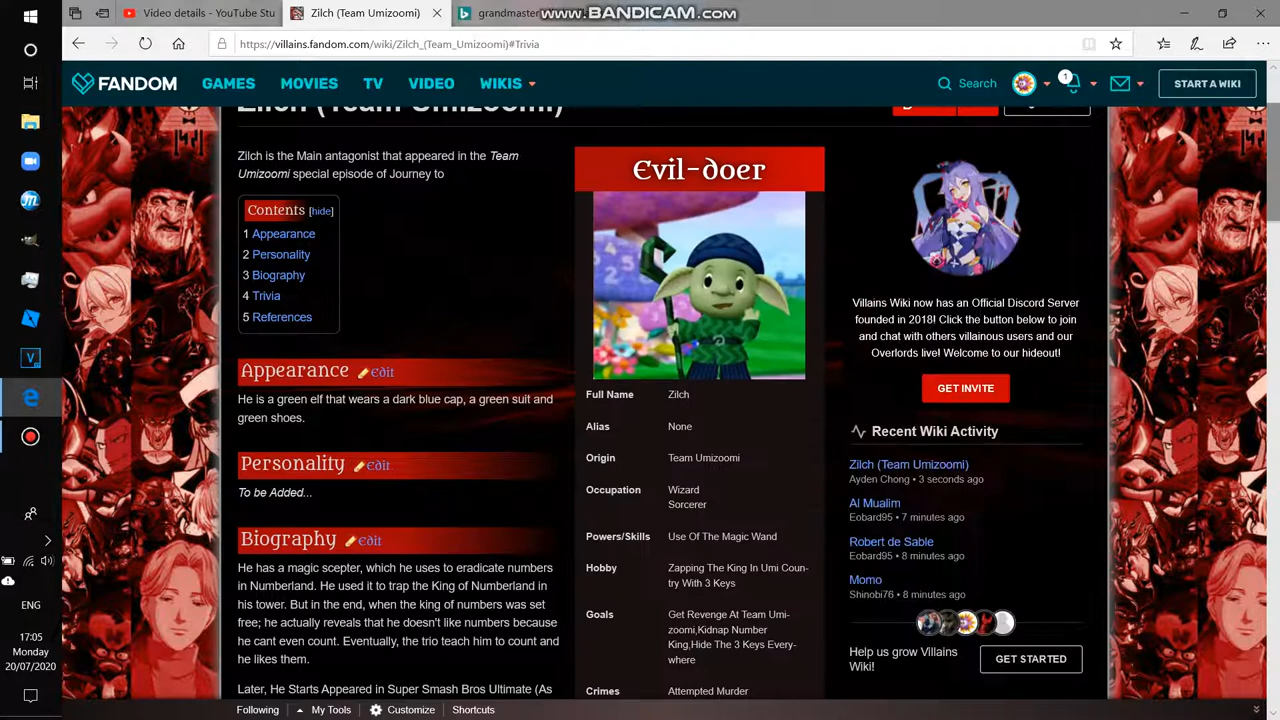 Video details - YouTube Stu
Zilch (Team Umizoomi)
grandmaster
www.BANDICAM.com
https://villains.fandom.com/wiki/Zilch_(Team_Umizoomi)#Trivia
FANDOM
GAMES
MOVIES
TV
VIDEO
WIKIS
Search
1
START A WIKI
Zilch (Team Umizoomi)
Zilch is the Main antagonist that appeared in the Team
Umizoomi special episode of Journey to
Contents [hide]
1 Appearance
2 Personality
3 Biography
4 Trivia
5 References
Appearance Edit
He is a green elf that wears a dark blue cap, a green suit and
green shoes.
Personality Edit
To be Added...
Biography Edit
He has a magic scepter, which he uses to eradicate numbers
in Numberland. He used it to trap the King of Numberland in
his tower. But in the end, when the king of numbers was set
free; he actually reveals that he doesn't like numbers because
he cant even count. Eventually, the trio teach him to count and
he likes them.
Later, He Starts Appeared in Super Smash Bros Ultimate (As
Evil-doer
Full Name Zilch
Alias None
Origin Team Umizoomi
Occupation Wizard
Sorcerer
Powers/Skills Use Of The Magic Wand
Hobby Zapping The King In Umi Coun-
try With 3 Keys
Goals Get Revenge At Team Umi-
zoomi,Kidnap Number
King,Hide The 3 Keys Every-
where
Crimes Attempted Murder
Villains Wiki now has an Official Discord Server
founded in 2018! Click the button below to join
and chat with others villainous users and our
Overlords live! Welcome to our hideout!
GET INVITE
Recent Wiki Activity
Zilch (Team Umizoomi)
Ayden Chong • 3 seconds ago
Al Mualim
Eobard95 • 7 minutes ago
Robert de Sable
Eobard95 • 8 minutes ago
Momo
Shinobi76 • 8 minutes ago
Help us grow Villains
Wiki!
GET STARTED
Following
My Tools
Customize
Shortcuts
ENG
17:05
Monday
20/07/2020